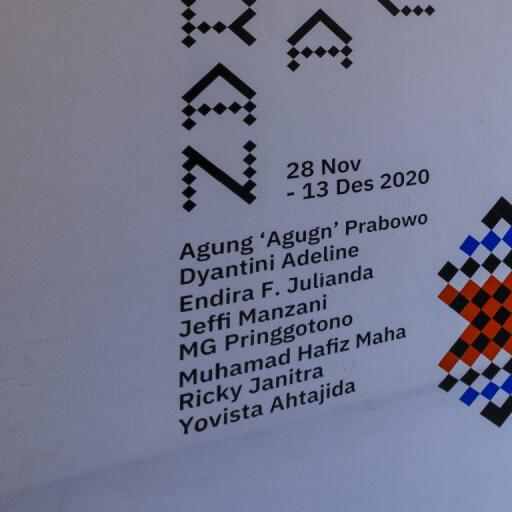 28 Nov
- 13 Des 2020
Agung ‘Agugn’ Prabowo
Dyantini Adeline
Endira F. Julianda
Jeffi Manzani
MG Pringgotono
Muhamad Hafiz Maha
Ricky Janitra
Yovista Ahtajida